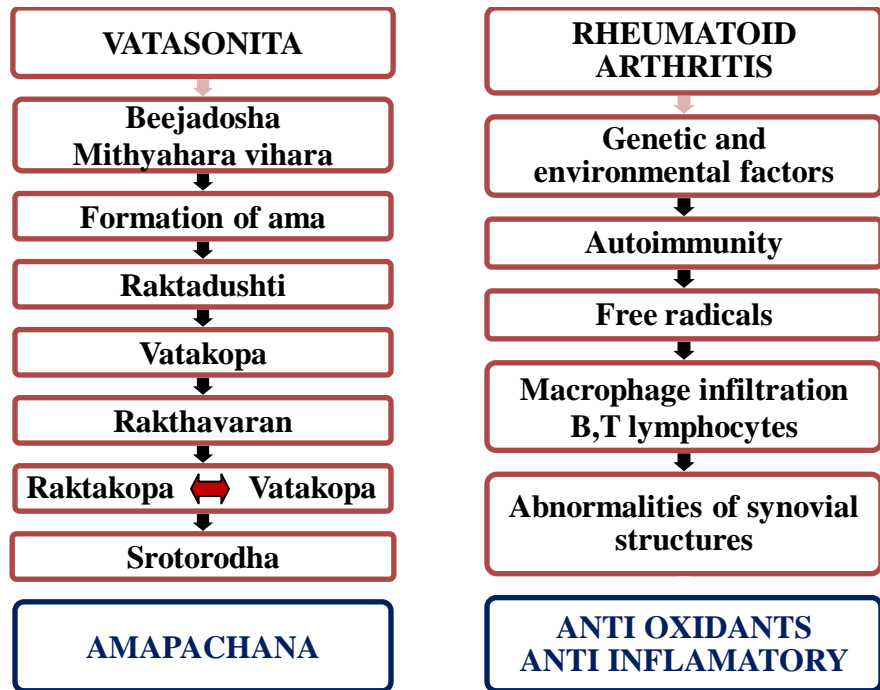 VATASONITA
Beejadosha
Mithyahara vihara
Formation of ama
Raktadushti
Vatakopa
Rakthavaran
Raktakopa Vatakopa
Srotorodha
AMAPACHANA
RHEUMATOID
ARTHRITIS
Genetic and
environmental factors
Autoimmunity
Free radicals
Macrophage infiltration
B,T lymphocytes
Abnormalities of synovial
structures
ANTI OXIDANTS
ANTI INFLAMATORY